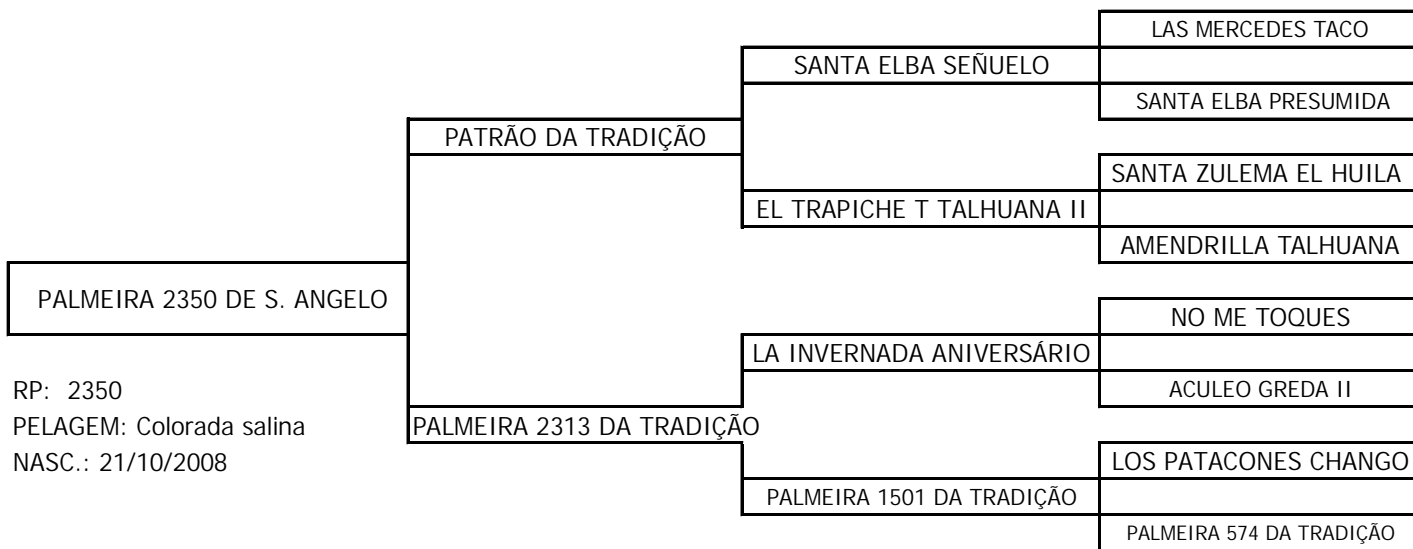 LAS MERCEDES TACO
SANTA ELBA SEÑUELO
SANTA ELBA PRESUMIDA
PATRÃO DA TRADIÇÃO
SANTA ZULEMA EL HUILA
EL TRAPICHE T TALHUANA II
AMENDRILLA TALHUANA
PALMEIRA 2350 DE S. ANGELO
NO ME TOQUES
LA INVERNADA ANIVERSÁRIO
ACULEO GREDA II
RP: 2350
PELAGEM: Colorada salina
NASC.: 21/10/2008
PALMEIRA 2313 DA TRADIÇÃO
LOS PATACONES CHANGO
PALMEIRA 1501 DA TRADIÇÃO
PALMEIRA 574 DA TRADIÇÃO